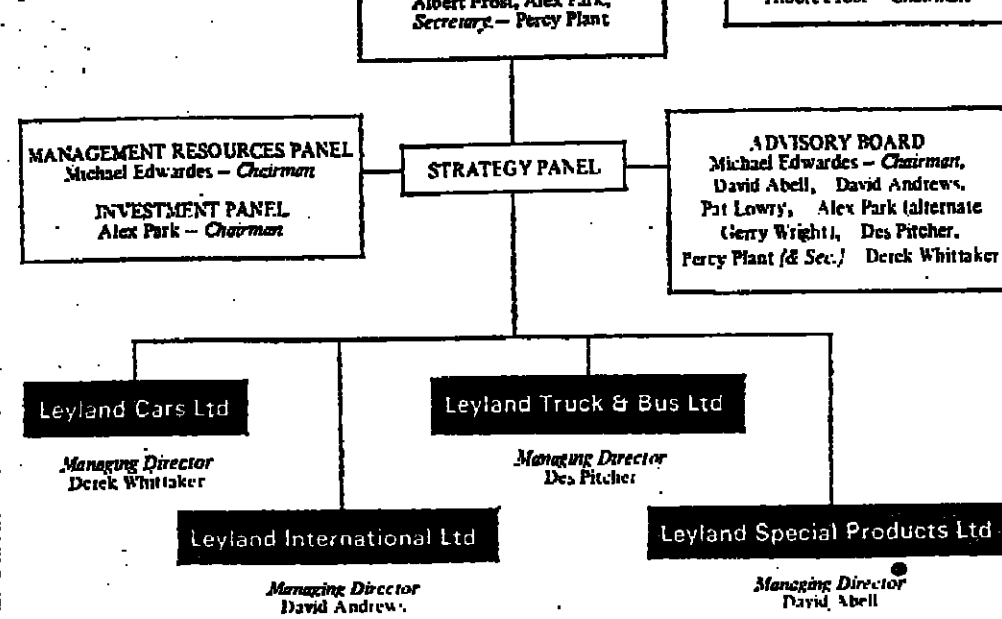 Albert Frost, Alex Park,
Secretary – Percy Plant
MANAGEMENT RESOURCES PANEL
Michael Edwardes – Chairman
INVESTMENT PANEL
Alex Park – Chairman
STRATEGY PANEL
ADVISORY BOARD
Michael Edwardes – Chairman,
David Abell, David Andrews,
Pat Lowry, Alex Park (alternate
Gerry Wright), Des Pitcher,
Percy Plant (& Sec.) Derek Whittaker
Leyland Cars Ltd
Managing Director
Derek Whittaker
Leyland Truck & Bus Ltd
Managing Director
Des Pitcher
Leyland International Ltd
Managing Director
David Andrews
Leyland Special Products Ltd
Managing Director
David Abell